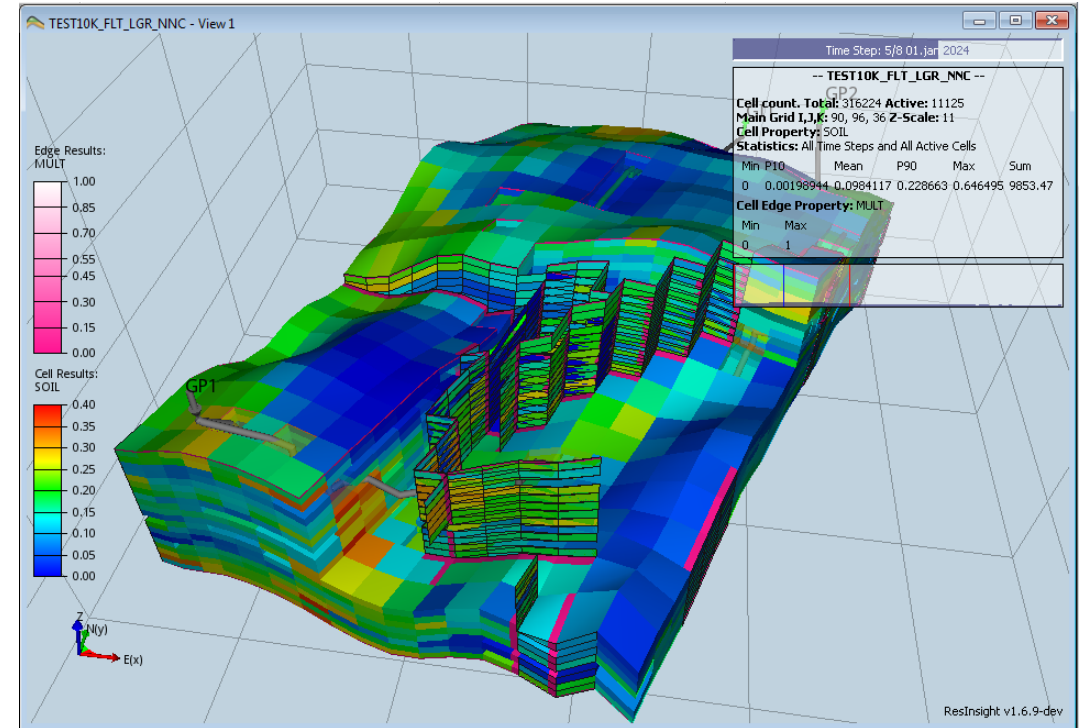 TEST10K_FLT_LGR_NNC - View 1
Time Step: 5/8 01.jan 2024
-- TEST10K_FLT_LGR_NNC --
GP2
Cell count. Total: 316224 Active: 11125
Main Grid I,J,K: 90, 96, 36 Z-Scale: 11
Cell Property: SOIL
Statistics: All Time Steps and All Active Cells
Min P10 Mean P90 Max Sum
0 0.00198944 0.0984117 0.228663 0.646495 9853.47
Cell Edge Property: MULT
Min Max
0 1
Edge Results:
MULT
1.00
0.85
0.70
0.55
0.45
0.30
0.15
0.00
Cell Results:
SOIL
0.40
0.35
0.30
0.25
0.20
0.15
0.10
0.05
0.00
GP1
Z
N(y)
E(x)
ResInsight v1.6.9-dev